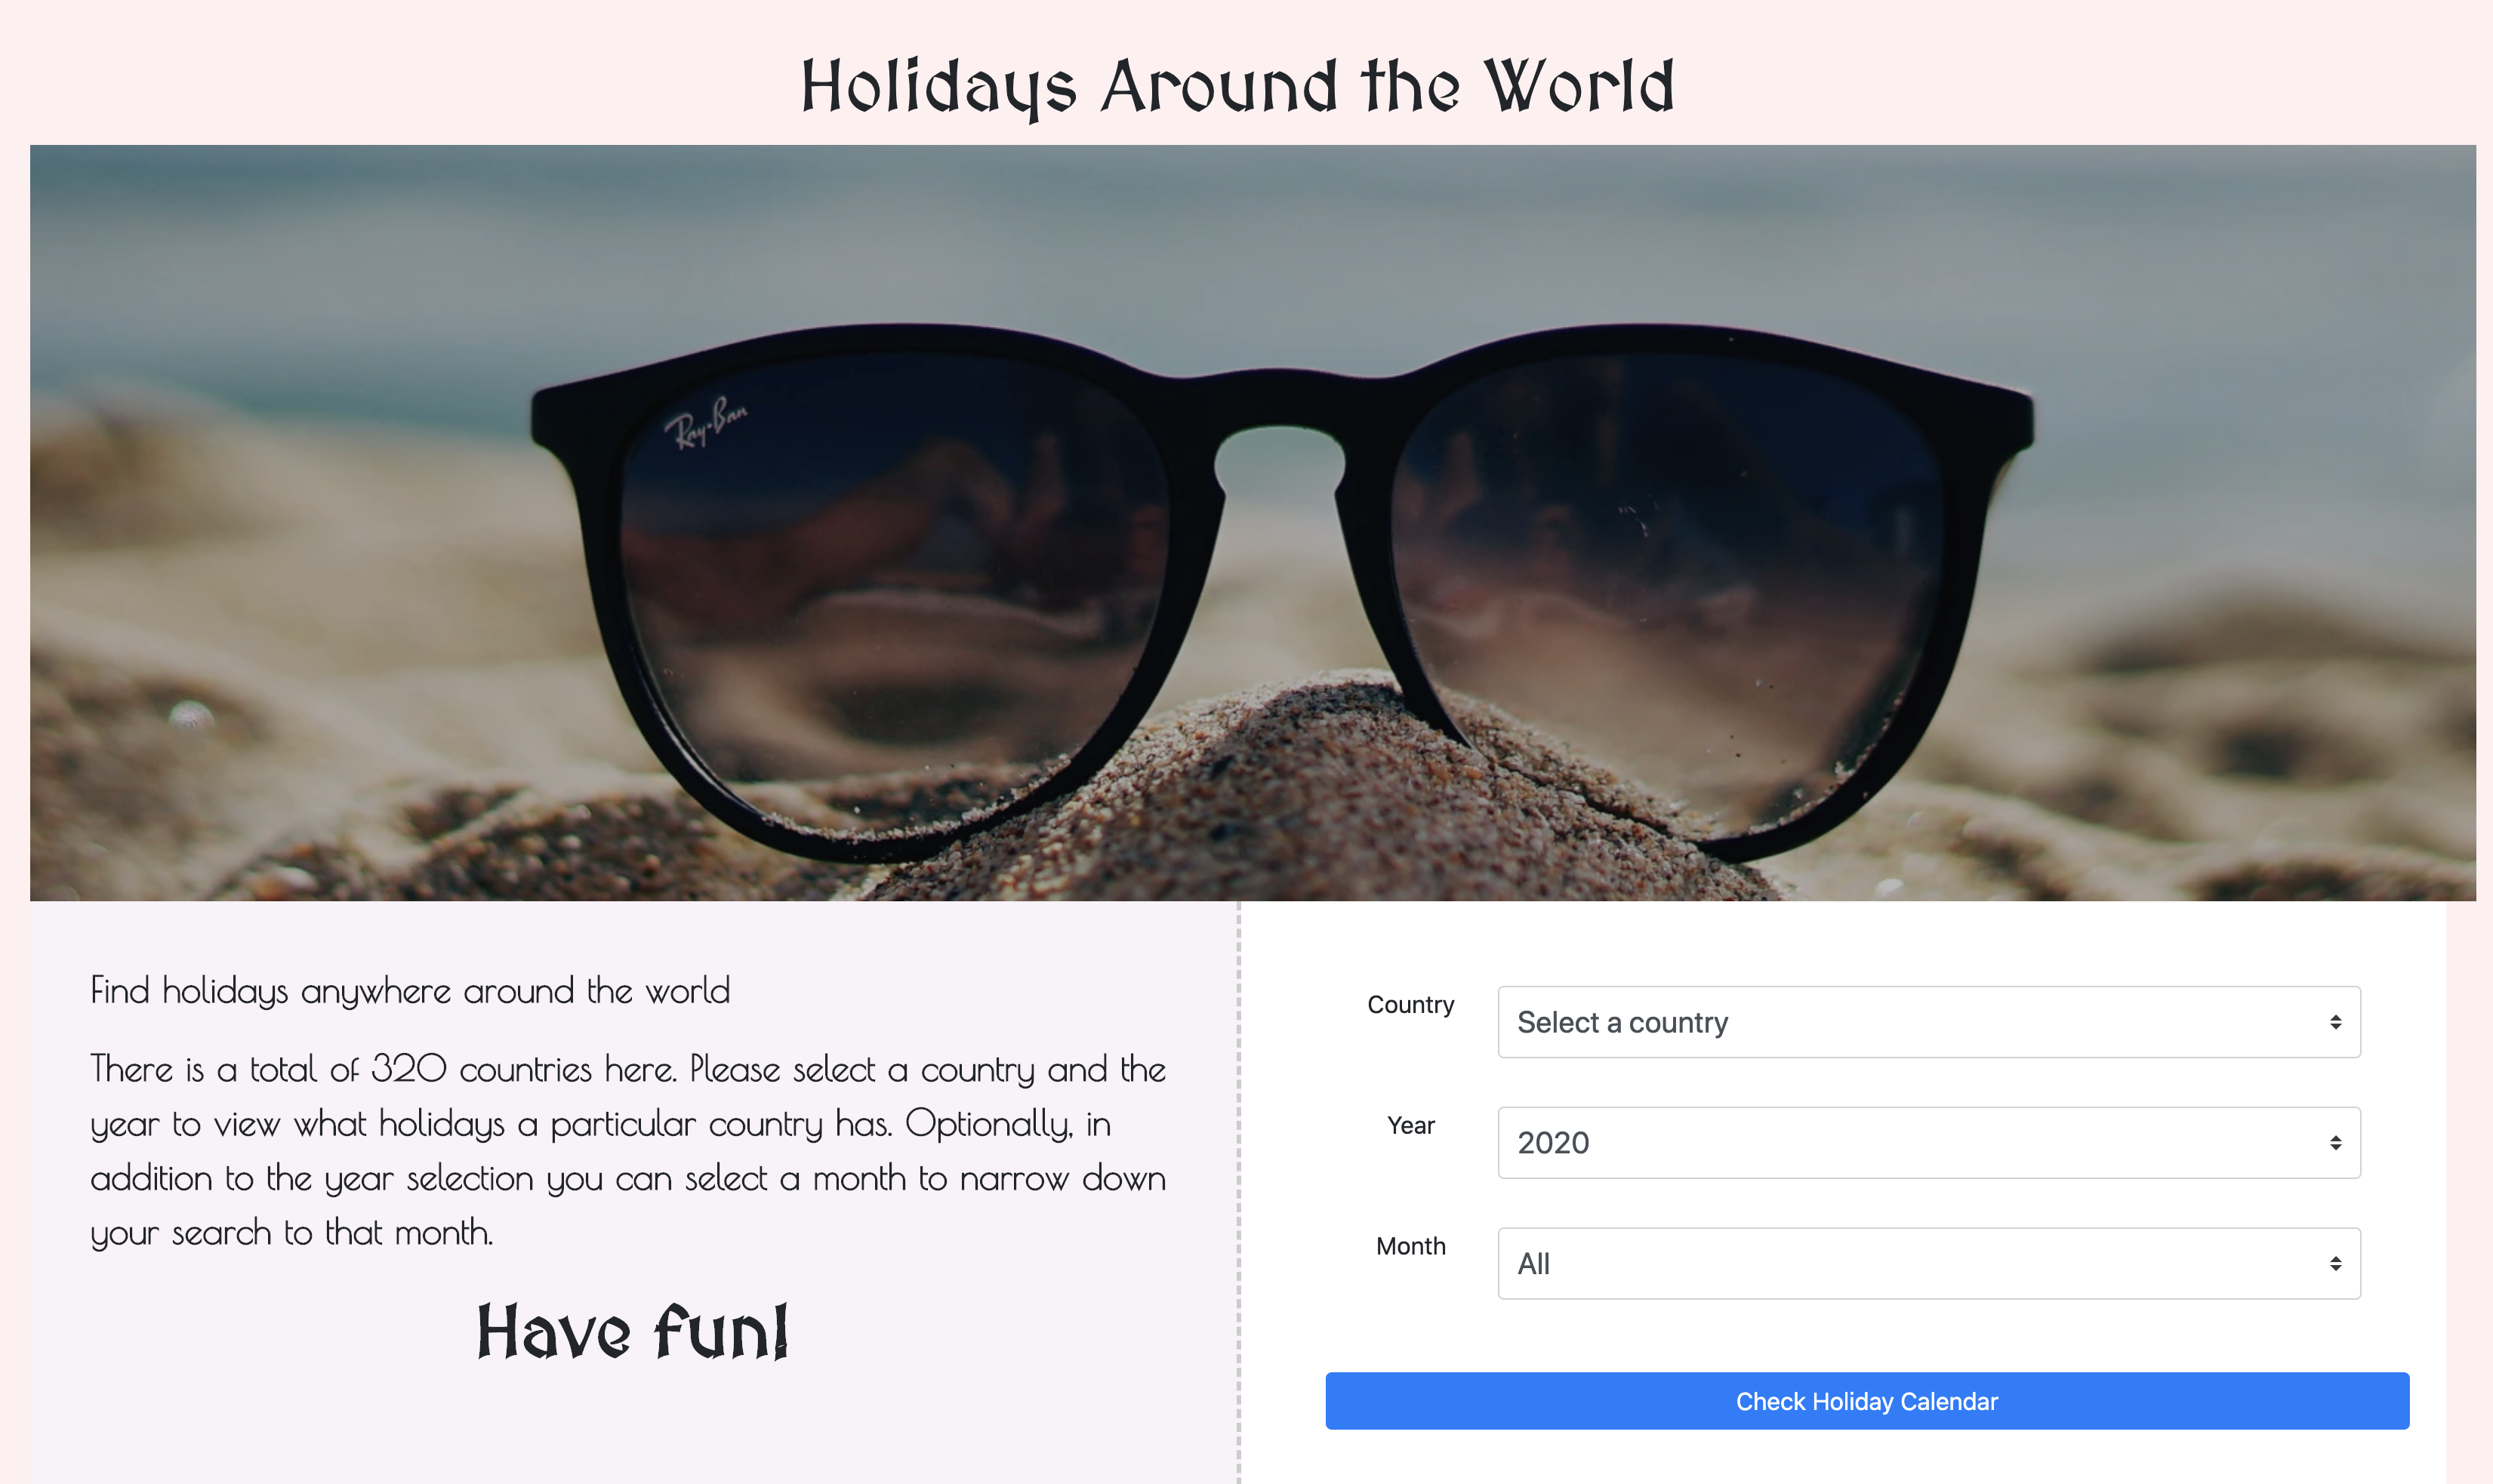 Holidays Around the World
Ray-Ban
Find holidays anywhere around the world
There is a total of 320 countries here. Please select a country and the
year to view what holidays a particular country has. Optionally, in
addition to the year selection you can select a month to narrow down
your search to that month.
Have fun!
Country
Select a country
Year
2020
Month
All
Check Holiday Calendar